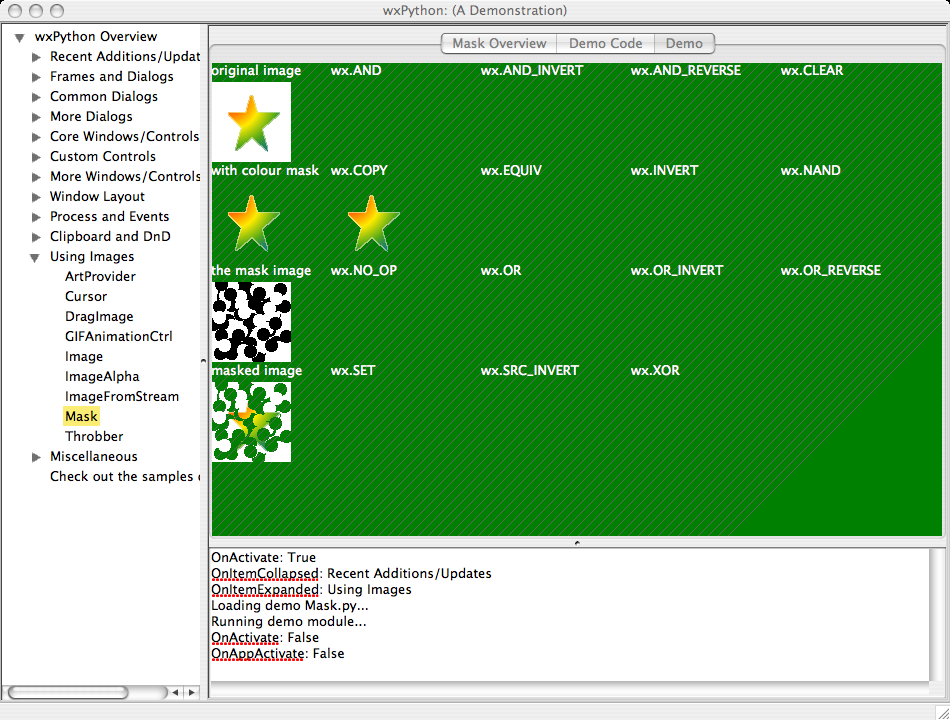 wxPython: (A Demonstration)
wxPython Overview
Recent Additions/Updat
Frames and Dialogs
Common Dialogs
More Dialogs
Core Windows/Controls
Custom Controls
More Windows/Controls
Window Layout
Process and Events
Clipboard and DnD
Using Images
ArtProvider
Cursor
DragImage
GIFAnimationCtrl
Image
ImageAlpha
ImageFromStream
Mask
Throbber
Miscellaneous
Check out the samples
Mask Overview Demo Code Demo
original image wx.AND wx.AND_INVERT wx.AND_REVERSE wx.CLEAR
with colour mask wx.COPY wx.EQUIV wx.INVERT wx.NAND
the mask image wx.NO_OP wx.OR wx.OR_INVERT wx.OR_REVERSE
masked image wx.SET wx.SRC_INVERT wx.XOR
OnActivate: True
OnItemCollapsed: Recent Additions/Updates
OnItemExpanded: Using Images
Loading demo Mask.py...
Running demo module...
OnActivate: False
OnAppActivate: False